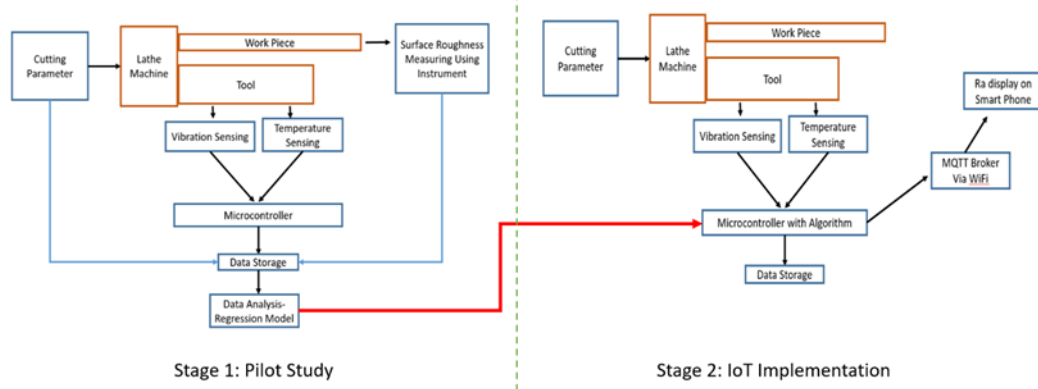 Cutting
Parameter
Lathe
Machine
Work Piece
Tool
Surface Roughness
Measuring Using
Instrument
Vibration Sensing
Temperature
Sensing
Microcontroller
Data Storage
Data Analysis-
Regression Model
Stage 1: Pilot Study
Cutting
Parameter
Lathe
Machine
Work Piece
Tool
Vibration Sensing
Temperature
Sensing
Ra display on
Smart Phone
MQTT Broker
Via WiFi
Microcontroller with Algorithm
Data Storage
Stage 2: IoT Implementation